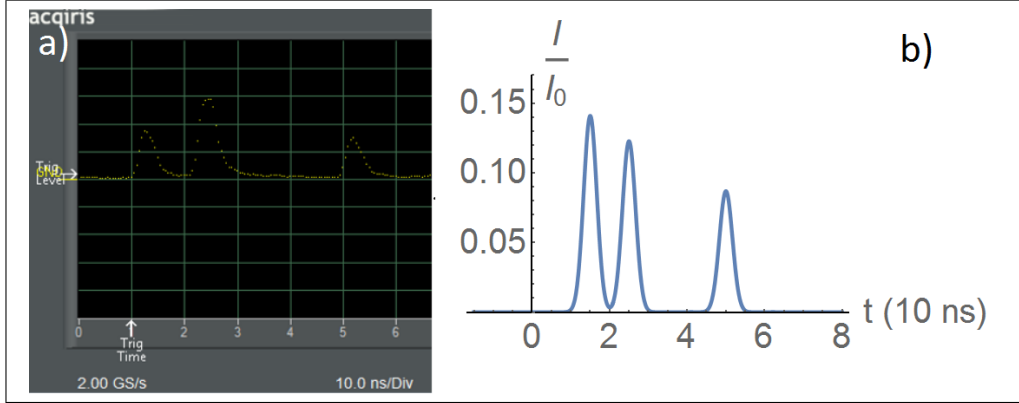 acqiris
a)
Trig
GND
Level
0 1 2 3 4 5 6
Trig
Time
2.00 GS/s 10.0 ns/Div
b)
I
I0
0.15
0.10
0.05
0 2 4 6 8
t (10 ns)